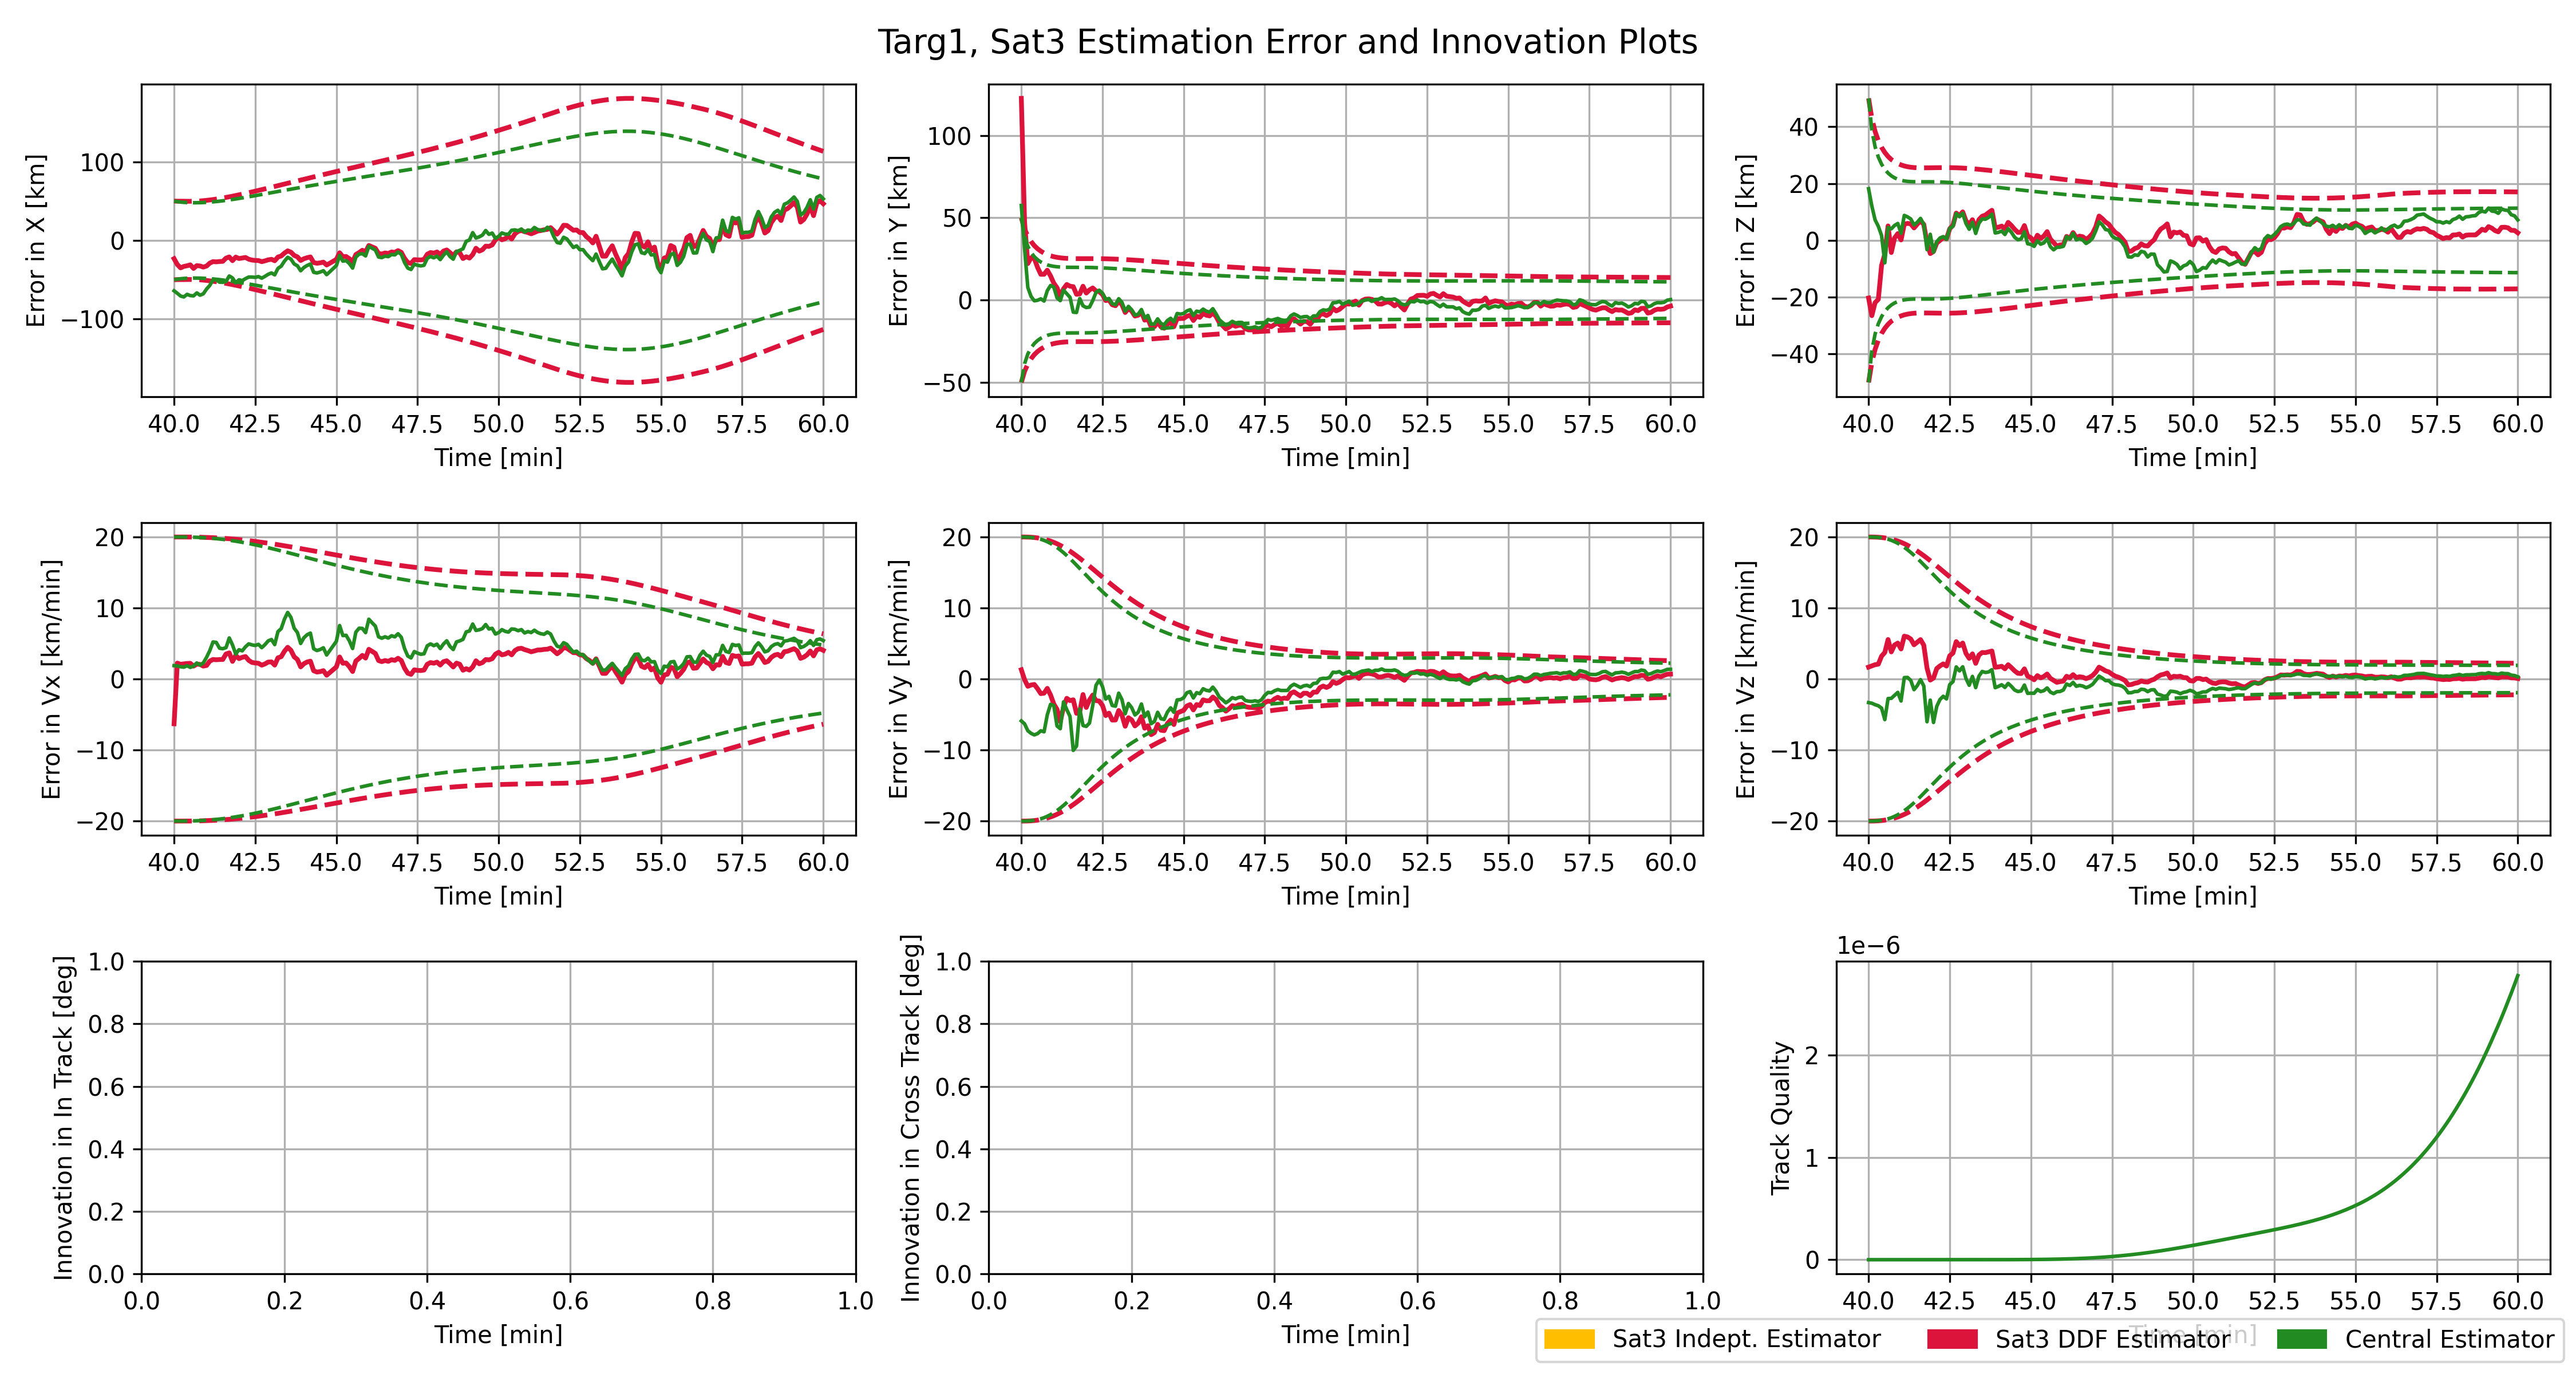 Targ1, Sat3 Estimation Error and Innovation Plots
Error in X [km]
100
0
−100
40.0 42.5 45.0 47.5 50.0 52.5 55.0 57.5 60.0
Time [min]
Error in Y [km]
100
50
0
−50
40.0 42.5 45.0 47.5 50.0 52.5 55.0 57.5 60.0
Time [min]
Error in Z [km]
40
20
0
−20
−40
40.0 42.5 45.0 47.5 50.0 52.5 55.0 57.5 60.0
Time [min]
Error in Vx [km/min]
20
10
0
−10
−20
40.0 42.5 45.0 47.5 50.0 52.5 55.0 57.5 60.0
Time [min]
Error in Vy [km/min]
20
10
0
−10
−20
40.0 42.5 45.0 47.5 50.0 52.5 55.0 57.5 60.0
Time [min]
Error in Vz [km/min]
20
10
0
−10
−20
40.0 42.5 45.0 47.5 50.0 52.5 55.0 57.5 60.0
Time [min]
Innovation in In Track [deg]
1.0
0.8
0.6
0.4
0.2
0.0
0.0 0.2 0.4 0.6 0.8 1.0
Time [min]
Innovation in Cross Track [deg]
1.0
0.8
0.6
0.4
0.2
0.0
0.0 0.2 0.4 0.6 0.8 1.0
Time [min]
1e−6
Track Quality
2
1
0
40.0 42.5 45.0 47.5 50.0 52.5 55.0 57.5 60.0
Time [min]
Sat3 Indept. Estimator
Sat3 DDF Estimator
Central Estimator